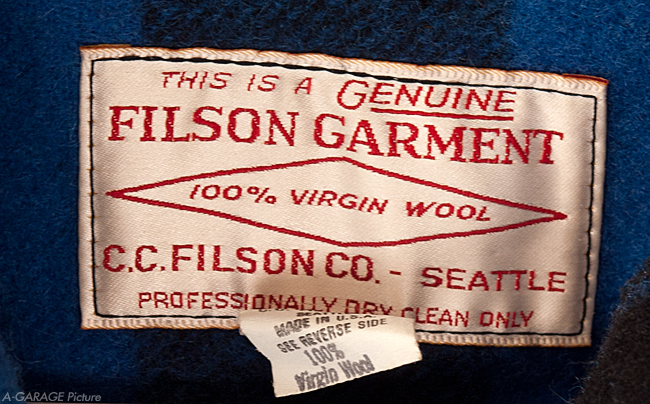 THIS IS A GENUINE
FILSON GARMENT
100% VIRGIN WOOL
C.C. FILSON CO. - SEATTLE
PROFESSIONALLY DRY CLEAN ONLY
MADE IN U.S.A.
SEE REVERSE SIDE
100%
Virgin Wool
A-GARAGE Picture